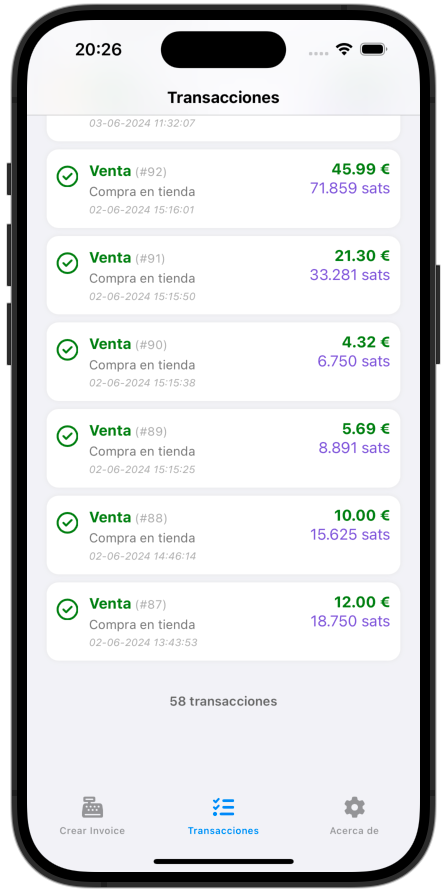 20:26
Transacciones
03-06-2024 11:32:07
Venta (#92) 45.99 €
Compra en tienda 71.859 sats
02-06-2024 15:16:01
Venta (#91) 21.30 €
Compra en tienda 33.281 sats
02-06-2024 15:15:50
Venta (#90) 4.32 €
Compra en tienda 6.750 sats
02-06-2024 15:15:38
Venta (#89) 5.69 €
Compra en tienda 8.891 sats
02-06-2024 15:15:25
Venta (#88) 10.00 €
Compra en tienda 15.625 sats
02-06-2024 14:46:14
Venta (#87) 12.00 €
Compra en tienda 18.750 sats
02-06-2024 13:43:53
58 transacciones
Crear Invoice Transacciones Acerca de